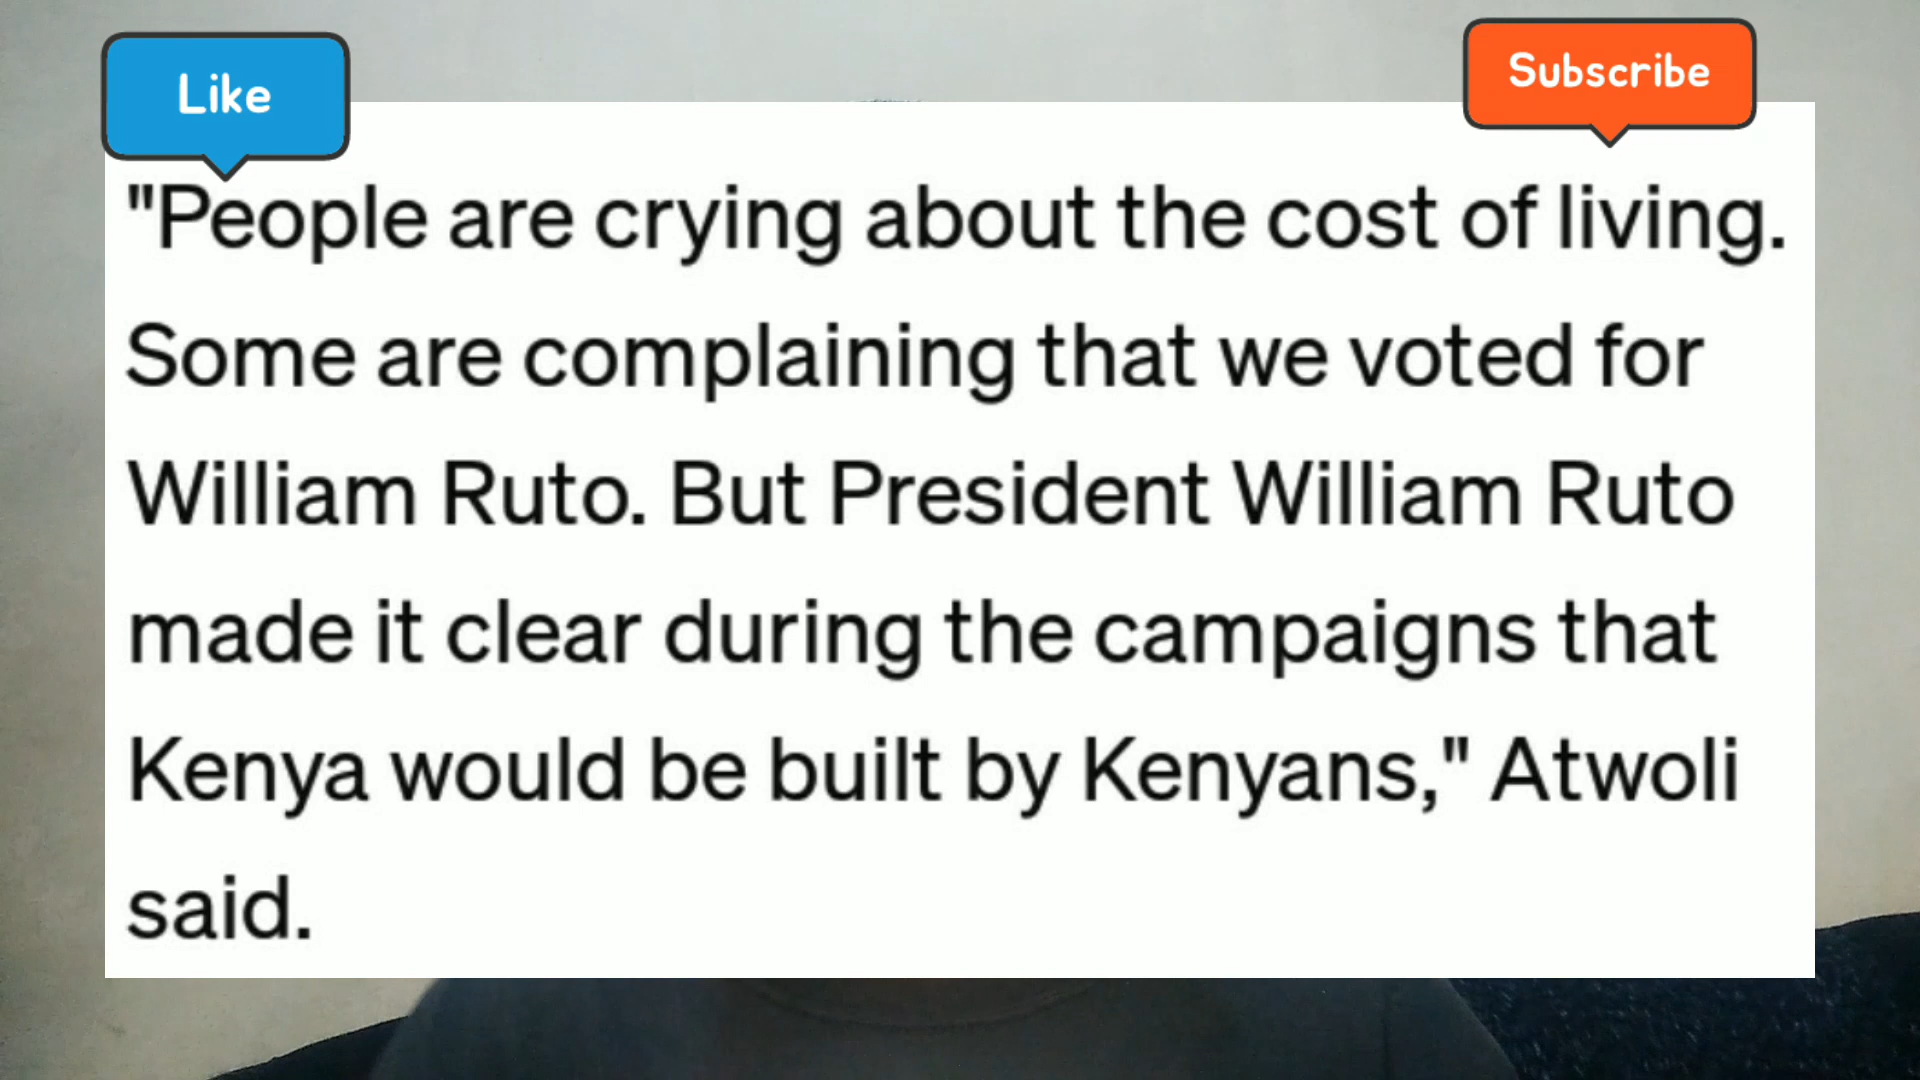 Like
Subscribe
"People are crying about the cost of living.
Some are complaining that we voted for
William Ruto. But President William Ruto
made it clear during the campaigns that
Kenya would be built by Kenyans," Atwoli
said.